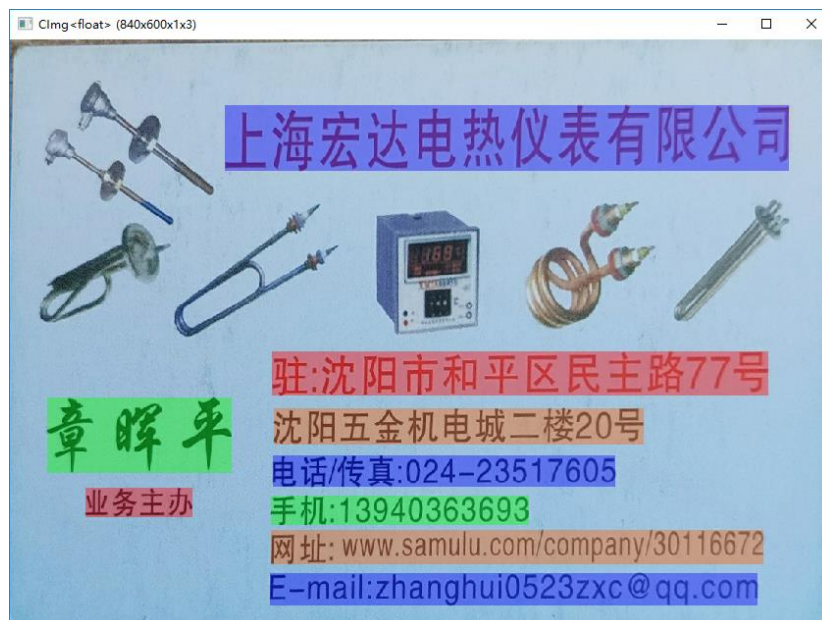 CImg<float> (840x600x1x3)
上海宏达电热仪表有限公司
驻:沈阳市和平区民主路77号
沈阳五金机电城二楼20号
章晖平
电话/传真:024-23517605
业务主办
手机:13940363693
网址: www.samulu.com/company/30116672
E-mail:zhanghui0523zxc@qq.com